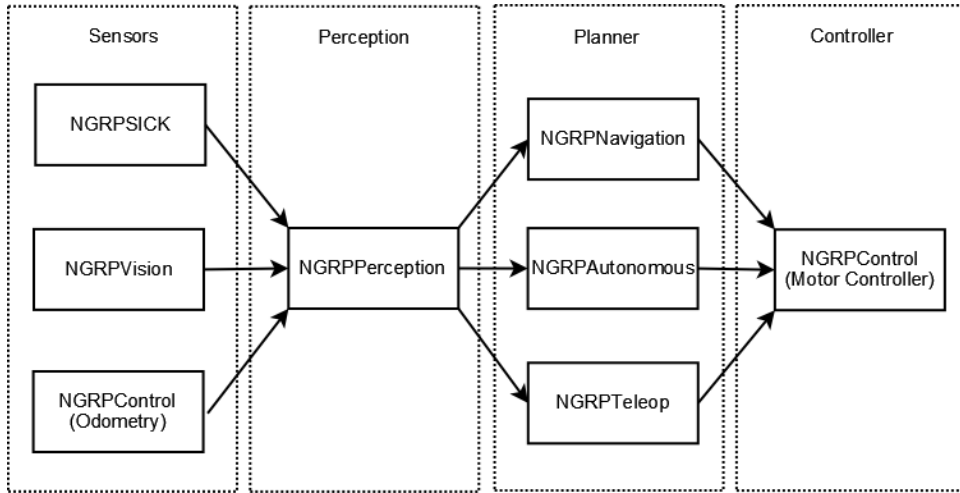 Sensors
Perception
Planner
Controller
NGRPSICK
NGRPVision
NGRPControl
(Odometry)
NGRPPerception
NGRPNavigation
NGRPAutonomous
NGRPTeleop
NGRPControl
(Motor Controller)